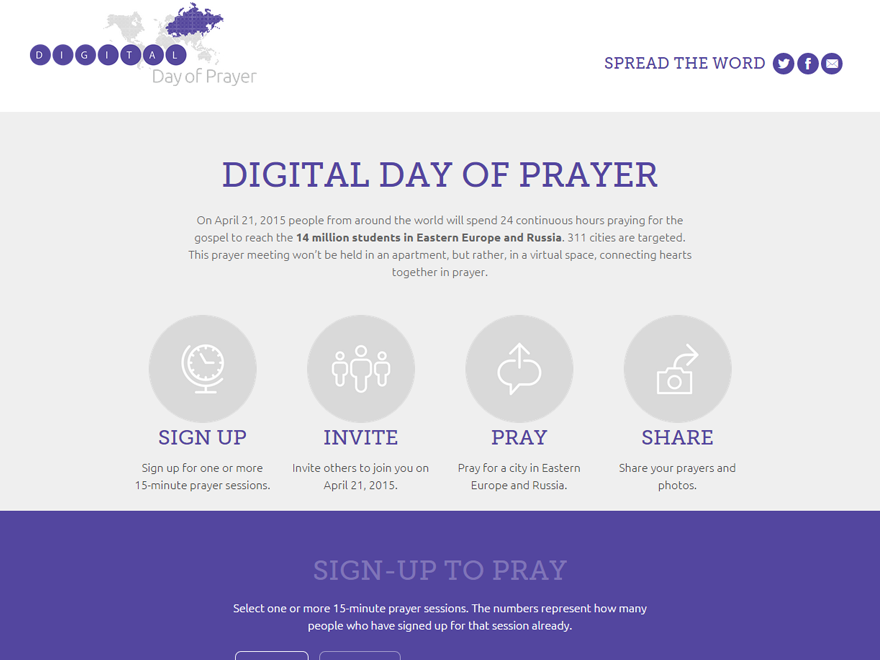 DIGITAL
Day of Prayer
SPREAD THE WORD
DIGITAL DAY OF PRAYER
On April 21, 2015 people from around the world will spend 24 continuous hours praying for the
gospel to reach the 14 million students in Eastern Europe and Russia. 311 cities are targeted.
This prayer meeting won't be held in an apartment, but rather, in a virtual space, connecting hearts
together in prayer.
SIGN UP
Sign up for one or more
15-minute prayer sessions.
INVITE
Invite others to join you on
April 21, 2015.
PRAY
Pray for a city in Eastern
Europe and Russia.
SHARE
Share your prayers and
photos.
SIGN-UP TO PRAY
Select one or more 15-minute prayer sessions. The numbers represent how many
people who have signed up for that session already.